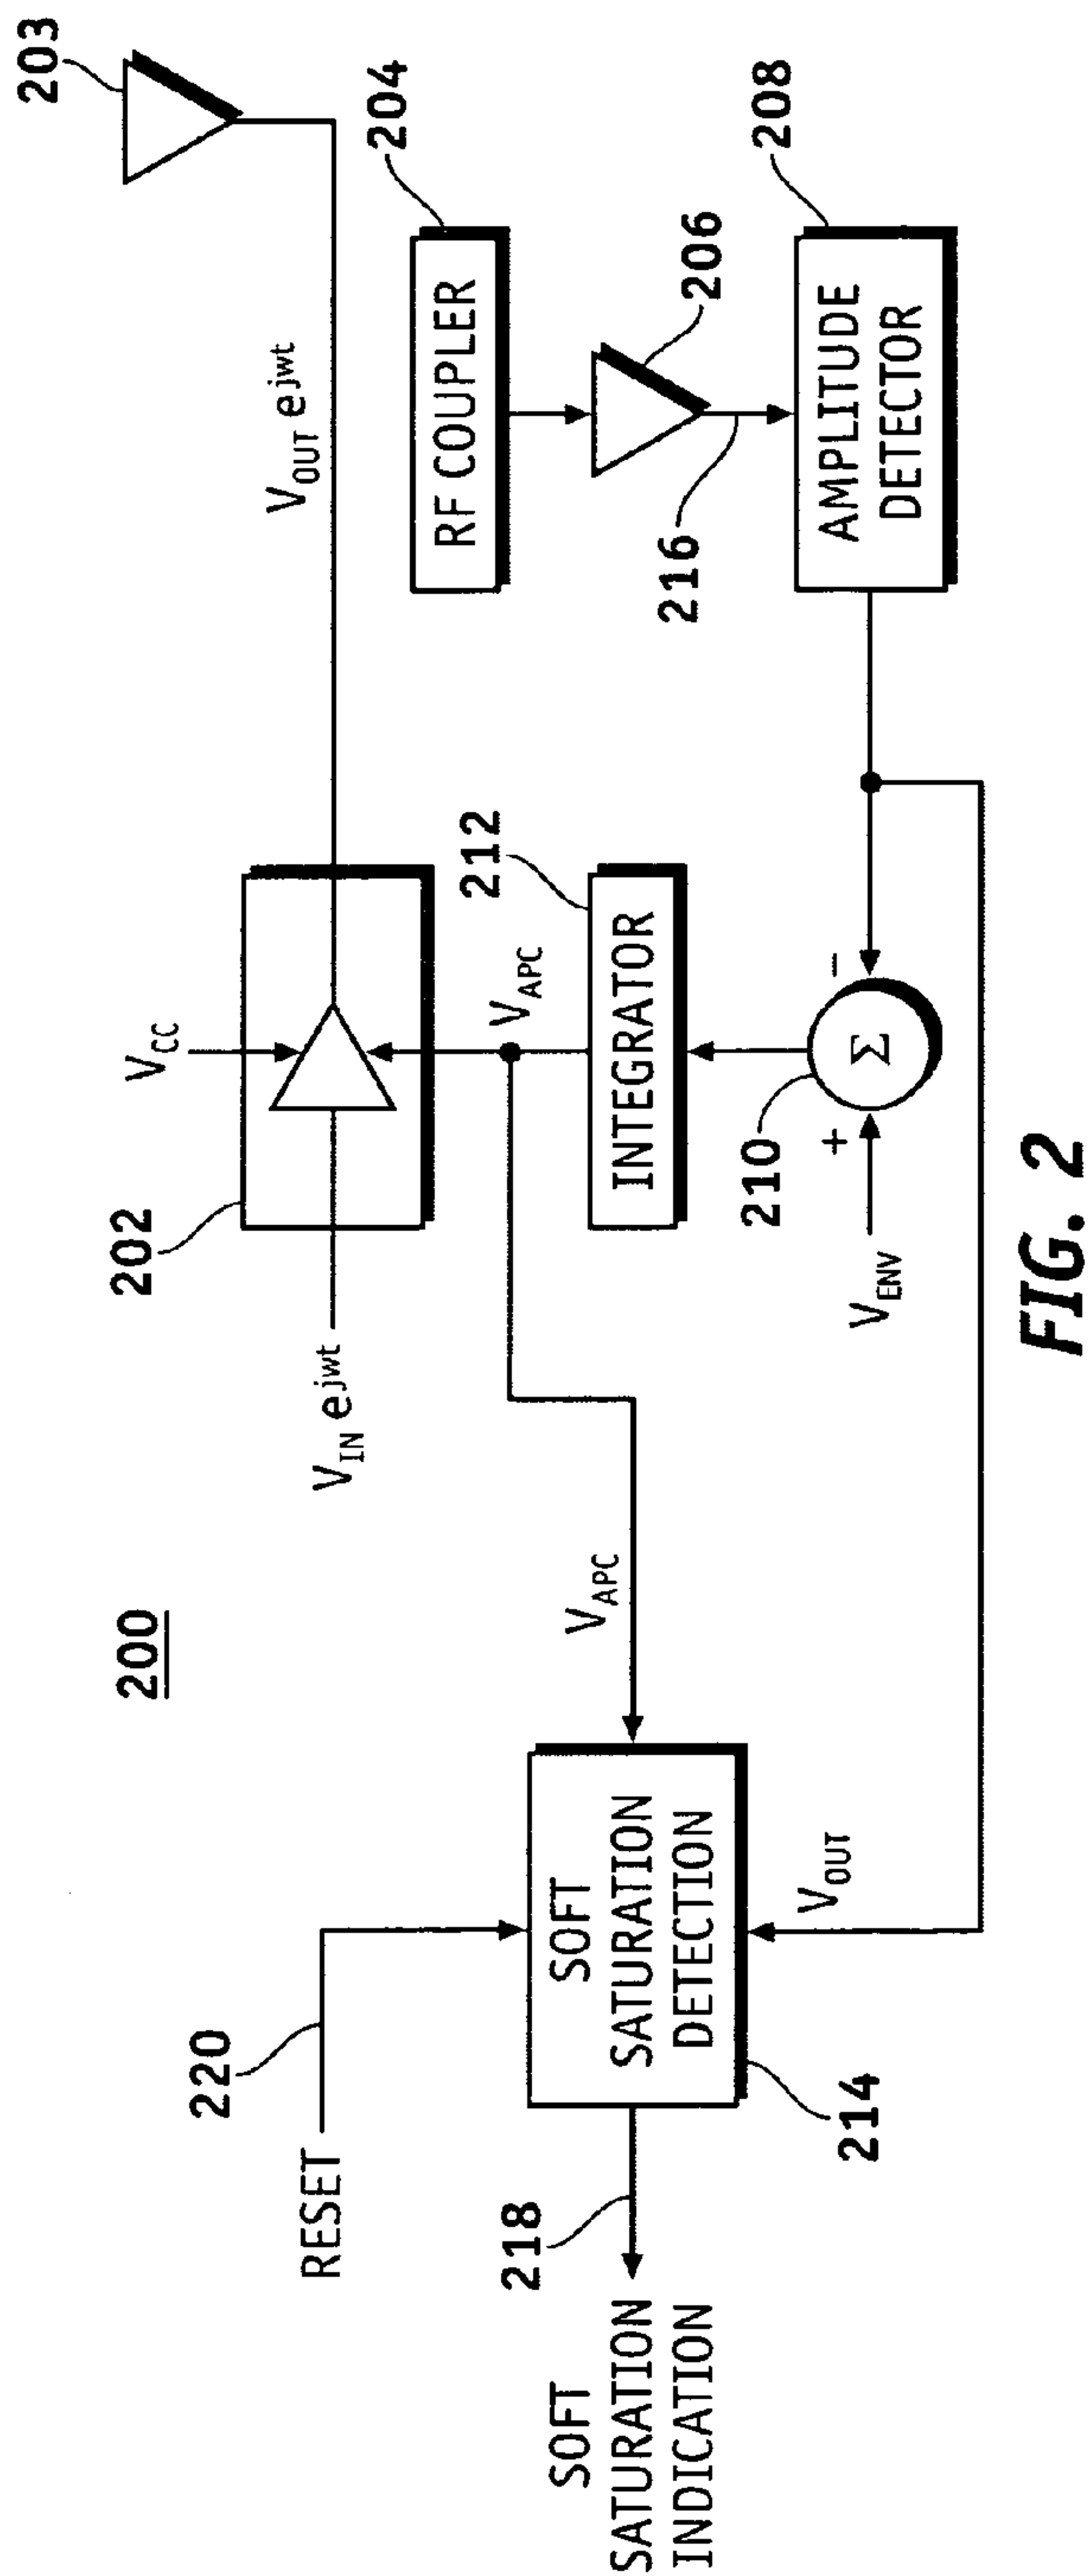 200
202
V_CC
V_IN e^jwt
V_OUT e^jwt
203
RF COUPLER
204
206
216
AMPLITUDE
DETECTOR
208
V_APC
212
INTEGRATOR
210
Σ
+
-
V_ENV
V_APC
RESET
220
SOFT
SATURATION
DETECTION
214
V_OUT
218
SOFT
SATURATION
INDICATION
FIG. 2